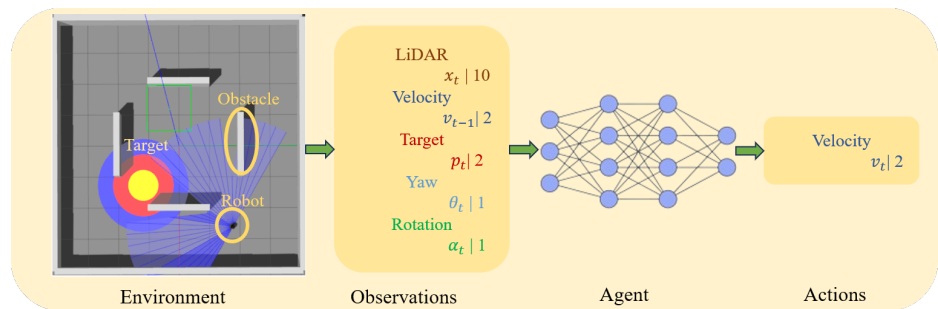 Obstacle
Target
Robot
Environment
LiDAR
x_t | 10
Velocity
v_{t-1} | 2
Target
p_t | 2
Yaw
θ_t | 1
Rotation
α_t | 1
Observations
Agent
Velocity
v_t | 2
Actions